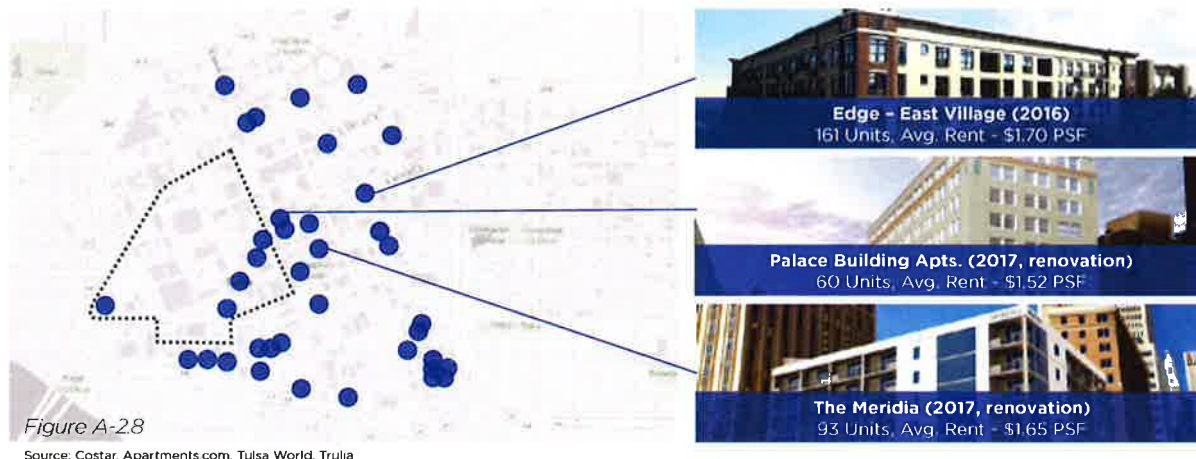 Edge – East Village (2016)
161 Units, Avg. Rent - $1.70 PSF
Palace Building Apts. (2017, renovation)
60 Units, Avg. Rent - $1.52 PSF
The Meridia (2017, renovation)
93 Units, Avg. Rent - $1.65 PSF
Figure A-28
Source: Costar, Apartments.com, Tulsa World, Trulia